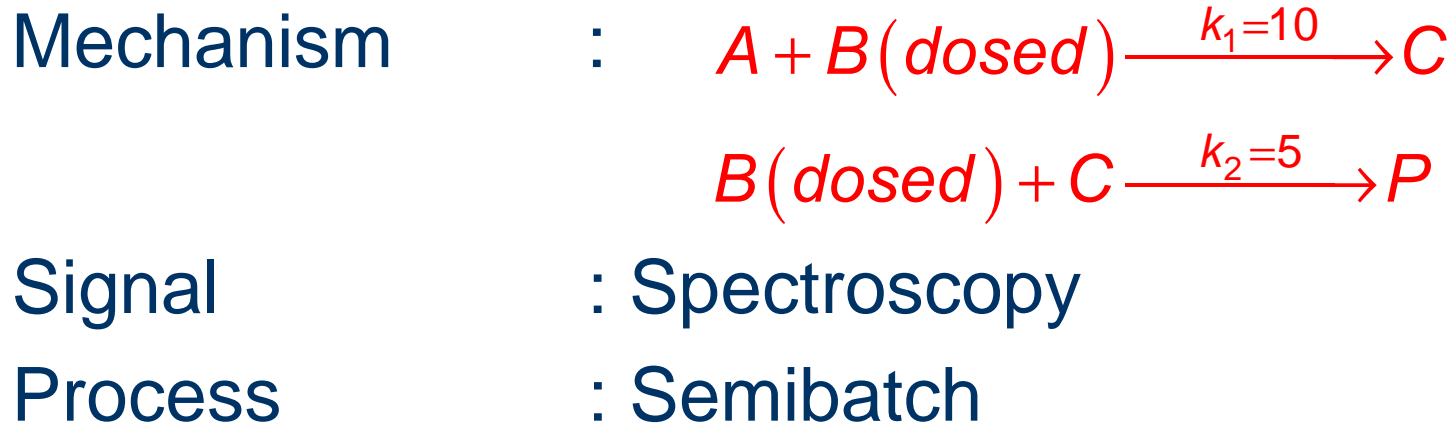 Mechanism : A + B(dosed) —k₁=10→ C
B(dosed) + C —k₂=5→ P
Signal : Spectroscopy
Process : Semibatch